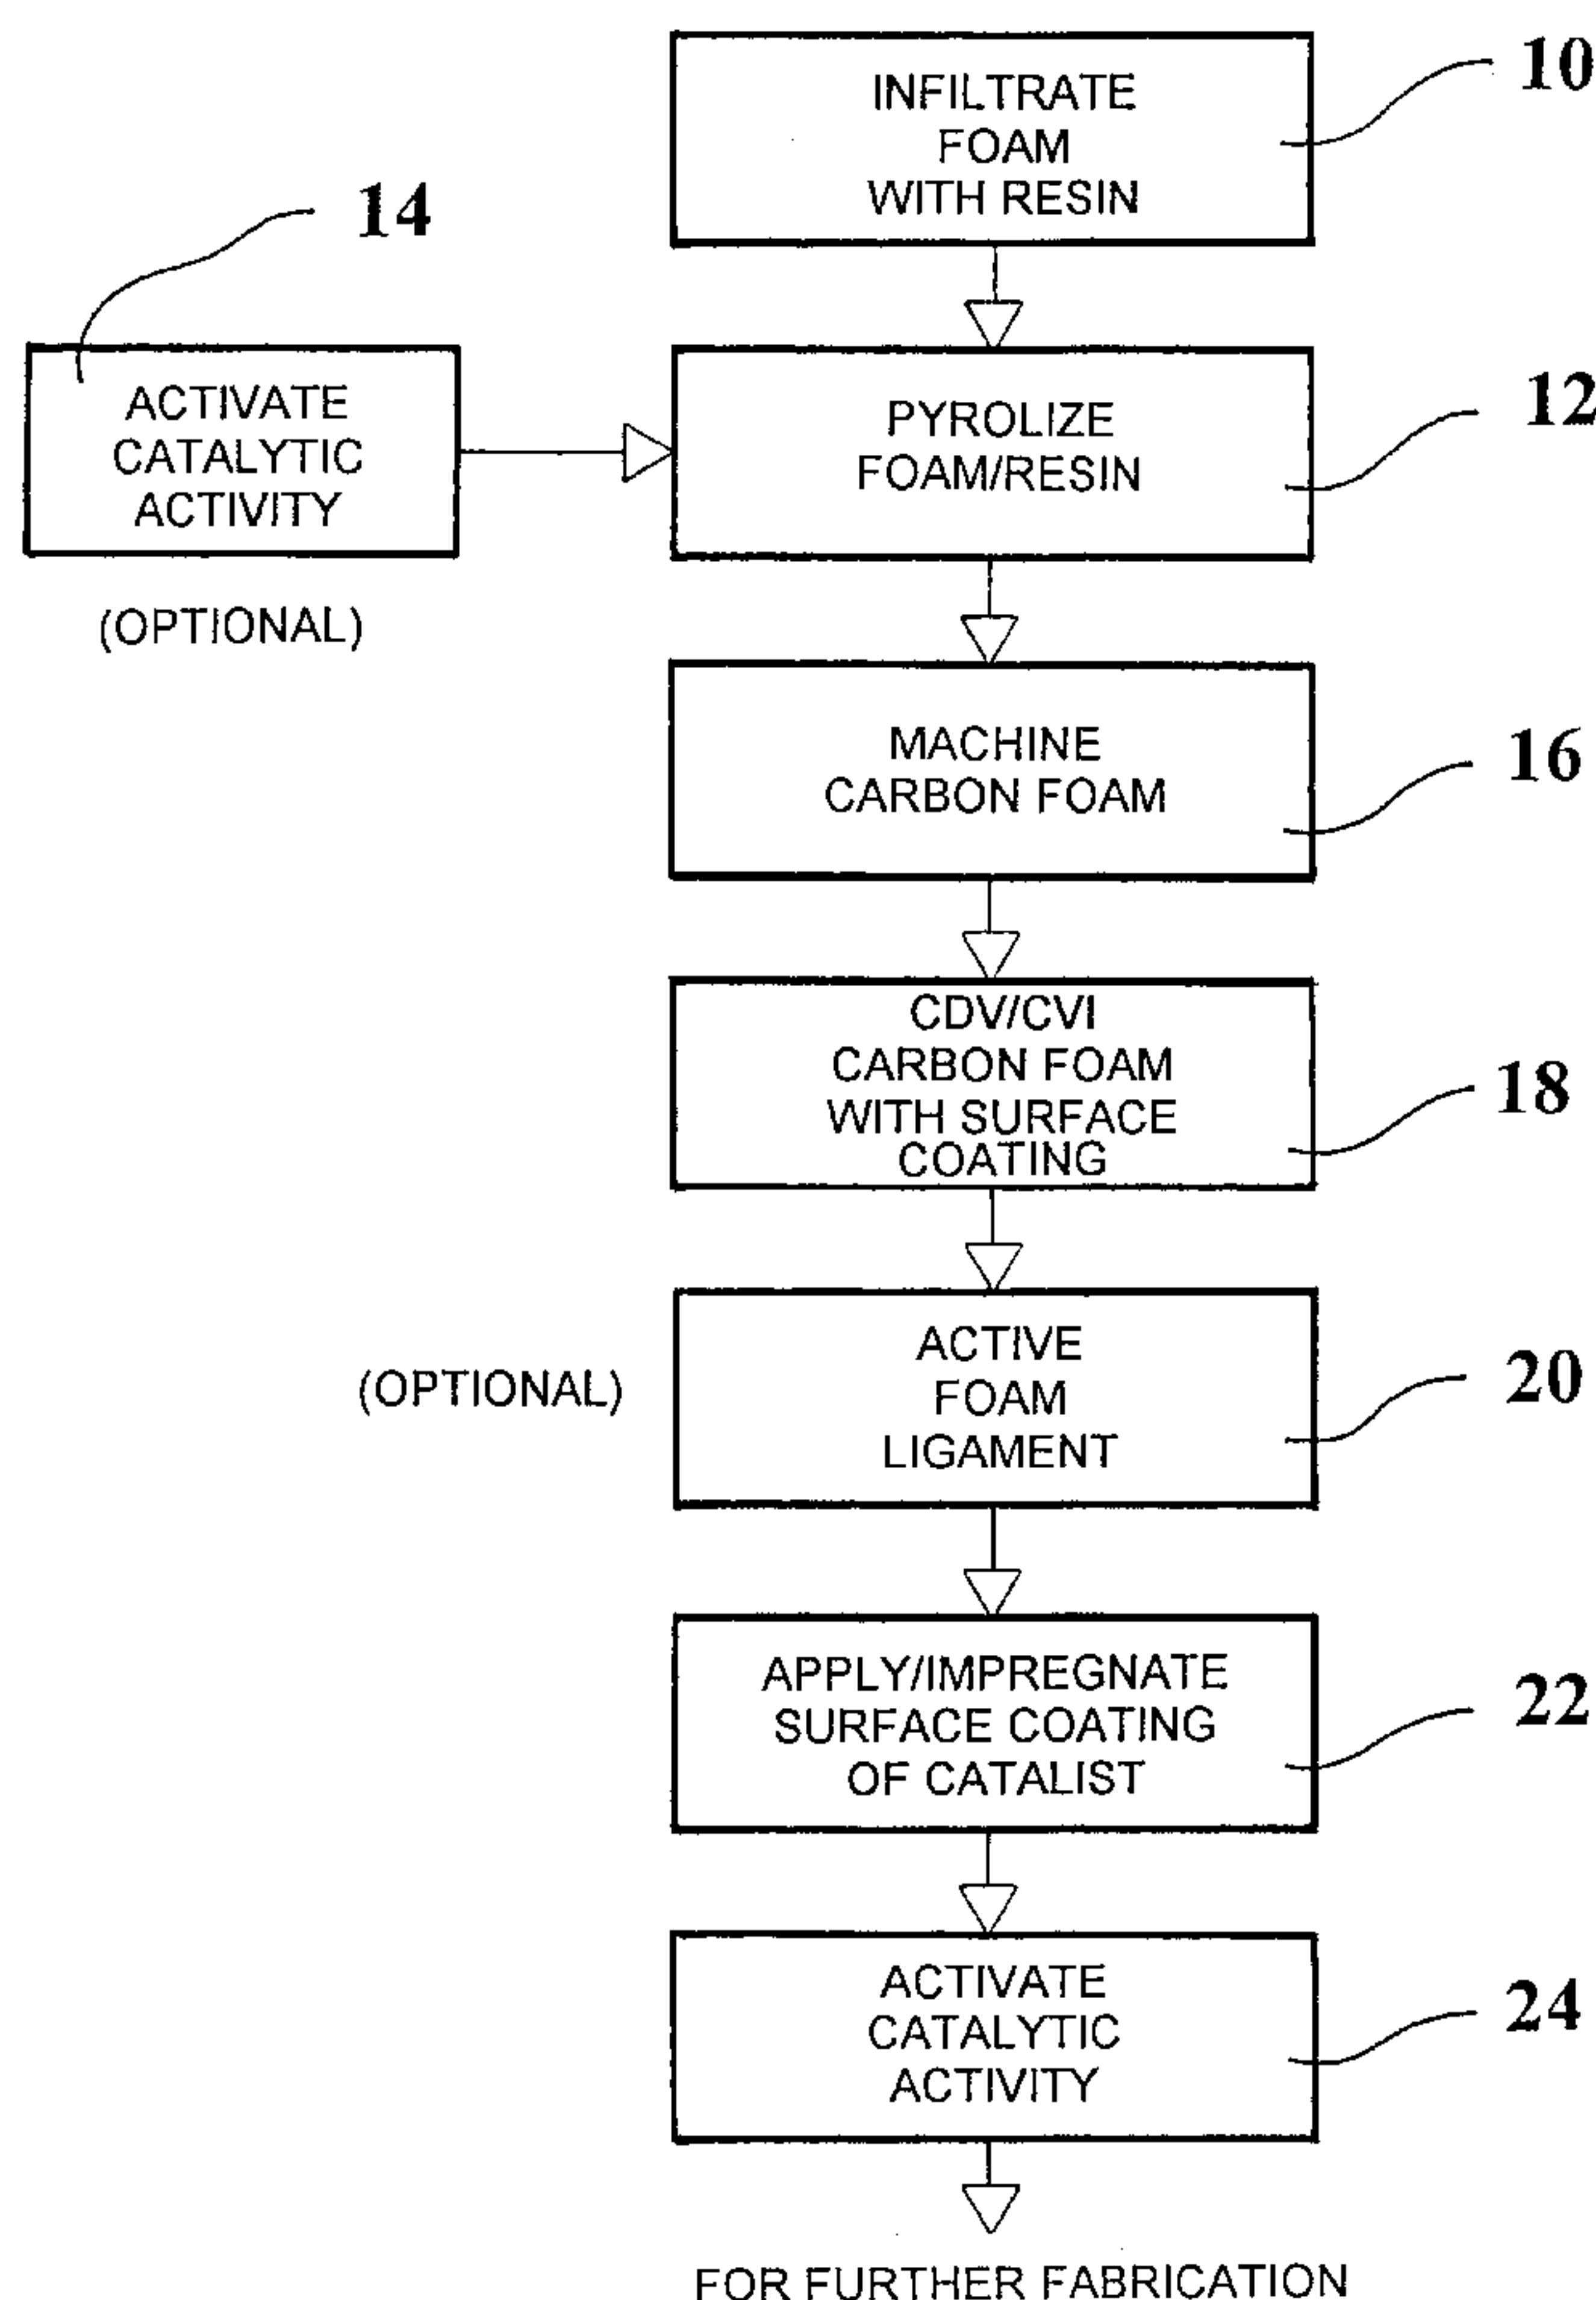 INFILTRATE
FOAM
WITH RESIN
10
14
ACTIVATE
CATALYTIC
ACTIVITY
(OPTIONAL)
PYROLIZE
FOAM/RESIN
12
MACHINE
CARBON FOAM
16
CDV/CVI
CARBON FOAM
WITH SURFACE
COATING
18
(OPTIONAL)
ACTIVE
FOAM
LIGAMENT
20
APPLY/IMPREGNATE
SURFACE COATING
OF CATALIST
22
ACTIVATE
CATALYTIC
ACTIVITY
24
FOR FURTHER FABRICATION